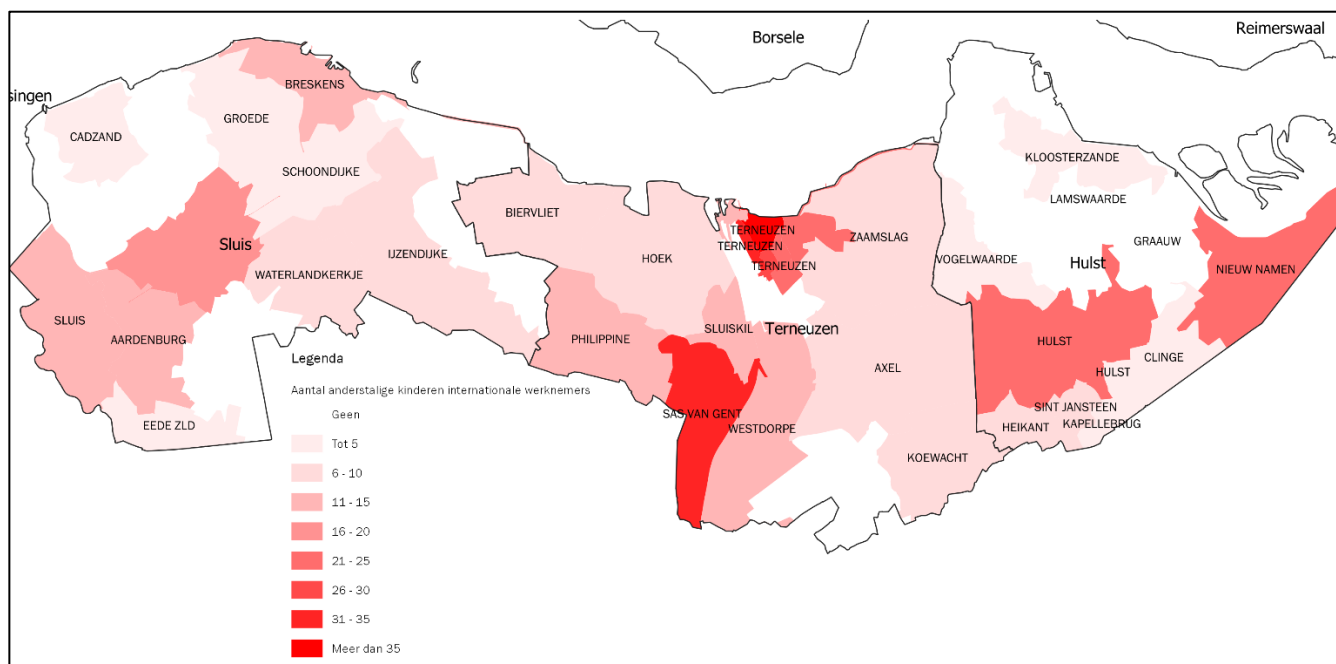 Borsele
Reimerswaal
singen
BRESKENS
CADZAND
GROEDE
SCHOONDIJKE
KLOOSTERZANDE
LAMSWAARDE
BIERVLIET
TERNEUZEN
TERNEUZEN
ZAAMSLAG
Sluis
GRAAUW
IJZENDIJKE
HOEK
TERNEUZEN
VOGELWAARDE
Hulst
NIEUW NAMEN
WATERLANDKERKJE
SLUIS
SLUISKIL
Terneuzen
AARDENBURG
PHILIPPINE
HULST
CLINGE
Legenda
AXEL
HULST
Aantal anderstalige kinderen internationale werknemers
SINT JANSTEEN
Geen
SAS VAN GENT
EEDE ZLD
WESTDORPE
HEIKANT
KAPELLEBRUG
Tot 5
KOEWACHT
6 - 10
11 - 15
16 - 20
21 - 25
26 - 30
31 - 35
Meer dan 35